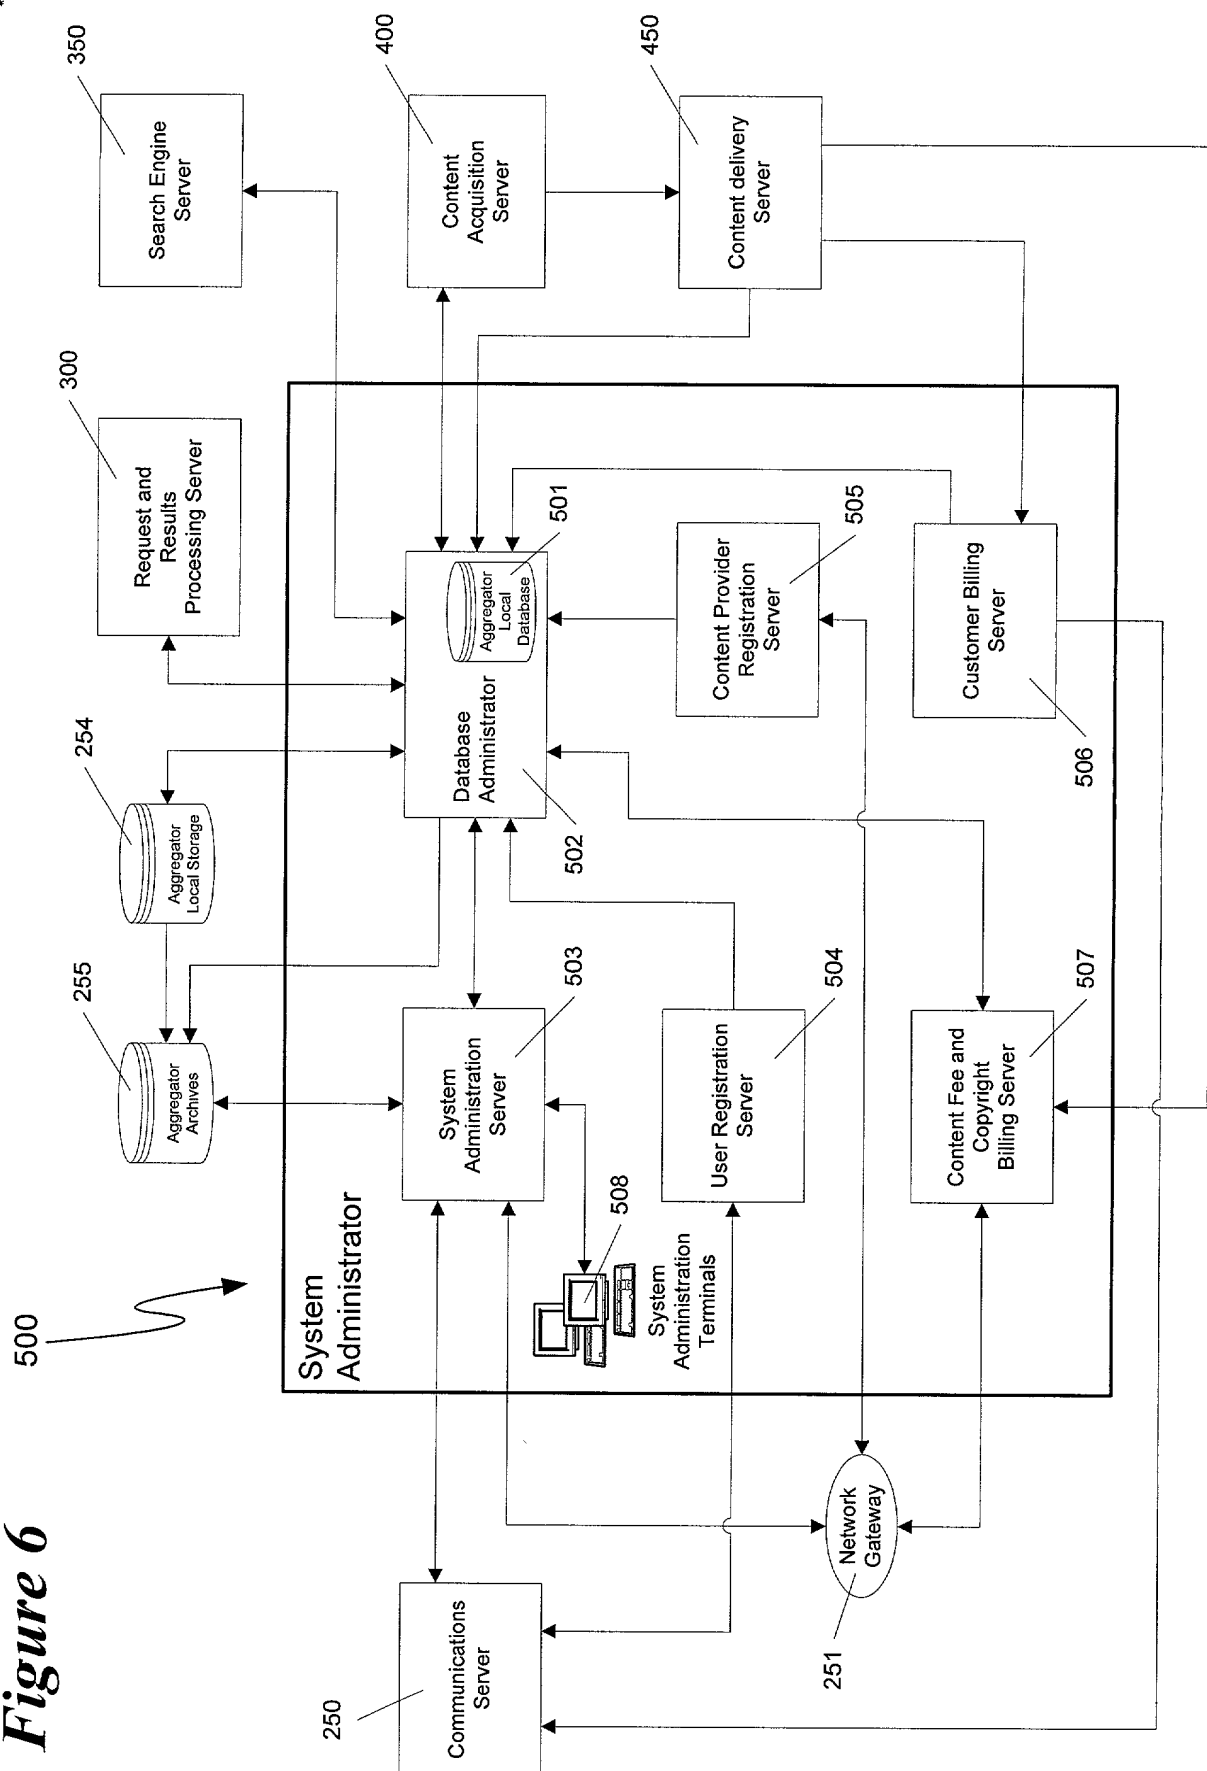 Figure 6
500
System
Administrator
255
Aggregator
Archives
254
Aggregator
Local Storage
300
Request and
Results
Processing Server
350
Search Engine
Server
250
Communications
Server
503
System
Administration
Server
502
Database
Administrator
501
Aggregator
Local
Database
400
Content
Acquisition
Server
508
System
Administration
Terminals
504
User Registration
Server
505
Content Provider
Registration
Server
450
Content delivery
Server
251
Network
Gateway
507
Content Fee and
Copyright
Billing Server
506
Customer Billing
Server